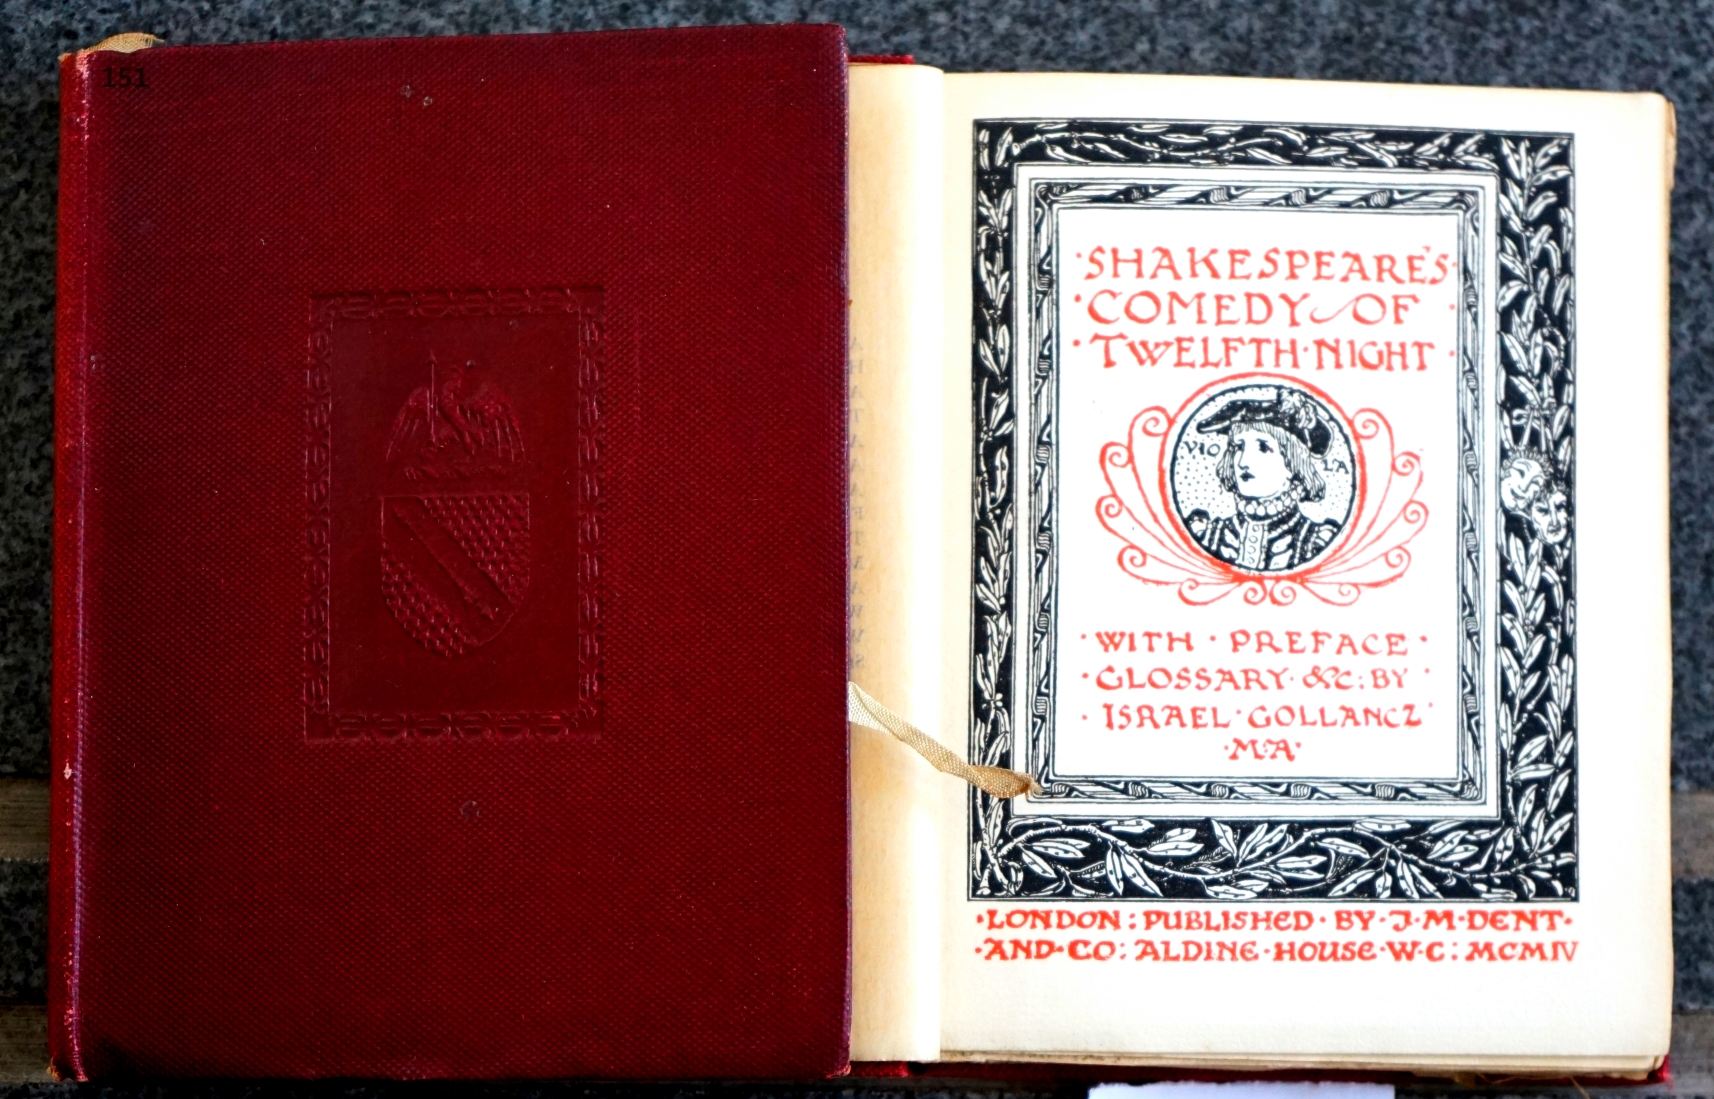 151
·SHAKESPEARE'S·
·COMEDY OF·
·TWELFTH·NIGHT·
VIO LA
·WITH·PREFACE·
·GLOSSARY·&C:BY·
·ISRAEL·GOLLANCZ·
·M·A·
·LONDON:PUBLISHED·BY·J·M·DENT·
·AND·CO:ALDINE·HOUSE·W·C:MCMIV